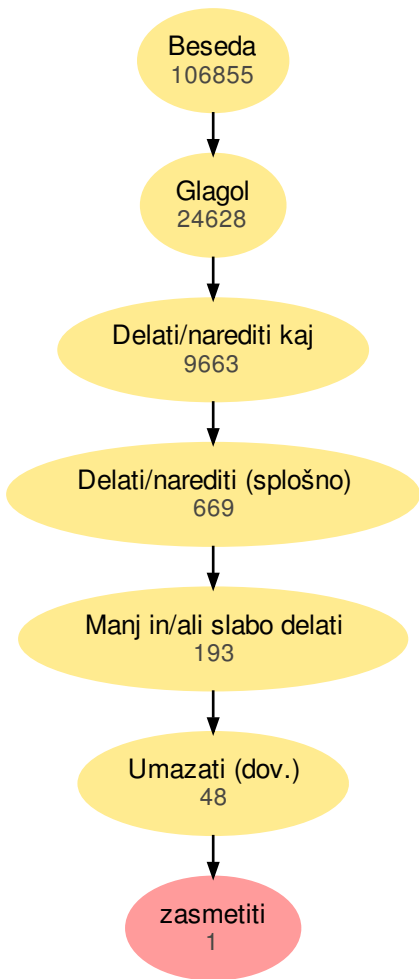 Beseda
106855
Glagol
24628
Delati/narediti kaj
9663
Delati/narediti (splošno)
669
Manj in/ali slabo delati
193
Umazati (dov.)
48
zasmetiti
1